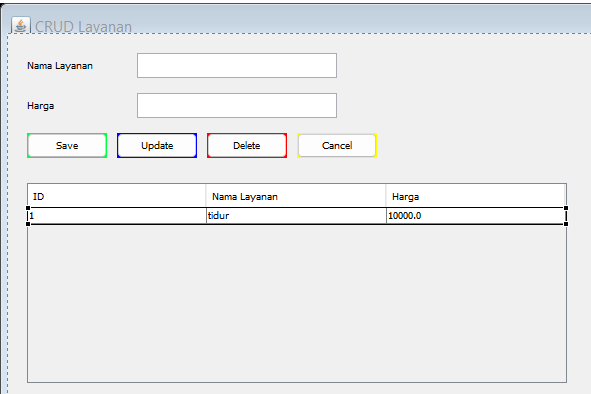 CRUD Layanan
Nama Layanan
Harga
Save Update Delete Cancel
ID Nama Layanan Harga
1 tidur 10000.0